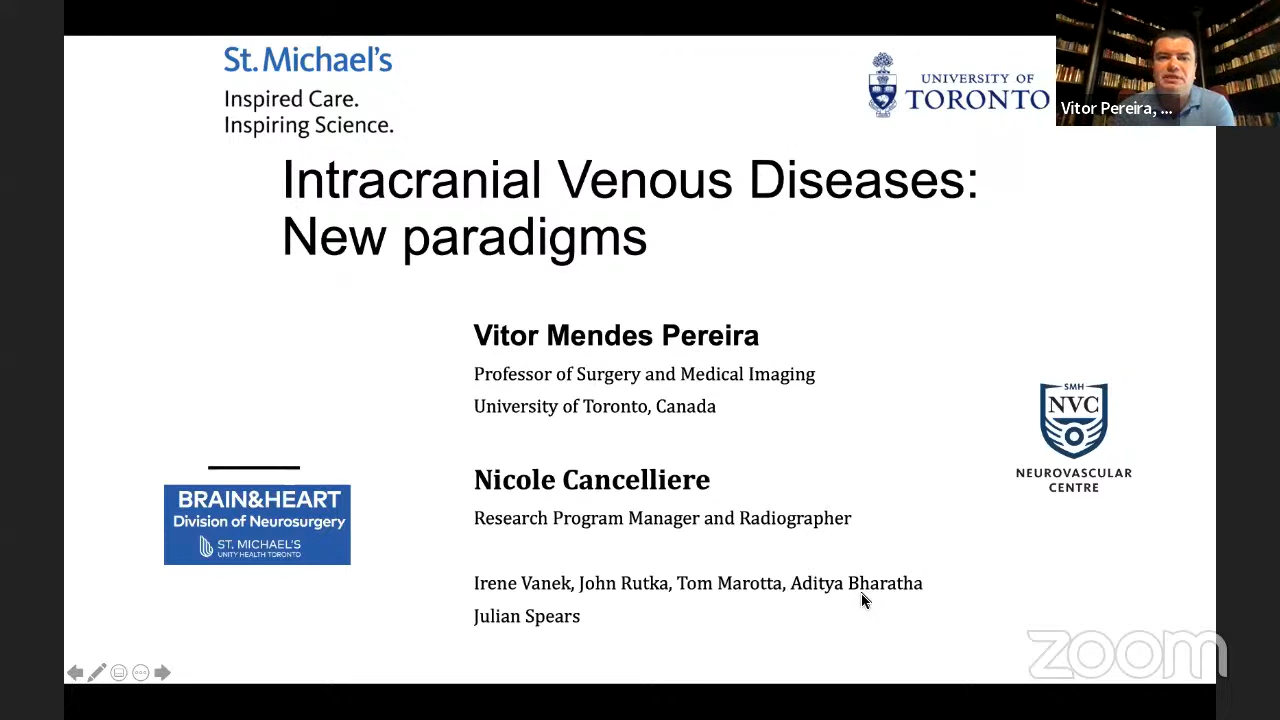 St. Michael's
Inspired Care.
Inspiring Science.
UNIVERSITY OF
TORONTO
Vitor Pereira, ...
Intracranial Venous Diseases:
New paradigms
Vitor Mendes Pereira
Professor of Surgery and Medical Imaging
University of Toronto, Canada
SMH
NVC
NEUROVASCULAR
CENTRE
Nicole Cancelliere
Research Program Manager and Radiographer
BRAIN&HEART
Division of Neurosurgery
ST. MICHAEL'S
UNITY HEALTH TORONTO
Irene Vanek, John Rutka, Tom Marotta, Aditya Bharatha
Julian Spears
zoom